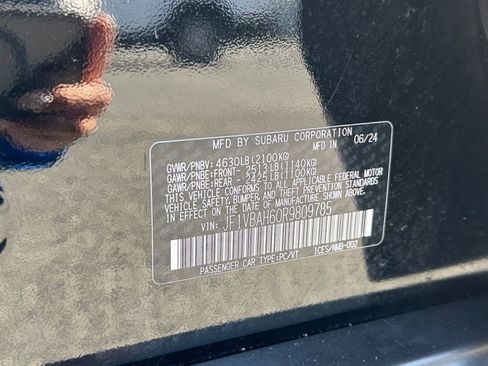 MFD BY SUBARU CORPORATION 06/24
GVWR/PNBV: 4630LB(2100KG) IN/EN
GAWR/PNBE:FRONT- 2513LB(1140KG)
GAWR/PNBE:REAR - 2425LB(1100KG)
THIS VEHICLE CONFORMS TO ALL APPLICABLE FEDERAL MOTOR
VEHICLE SAFETY, BUMPER, AND THEFT PREVENTION STANDARDS
IN EFFECT ON THE DATE OF MANUFACTURE SHOWN ABOVE.
VIN: JF1VBAH60R9809785
PASSENGER CAR TYPE:PC/VT ICES/NMB-002